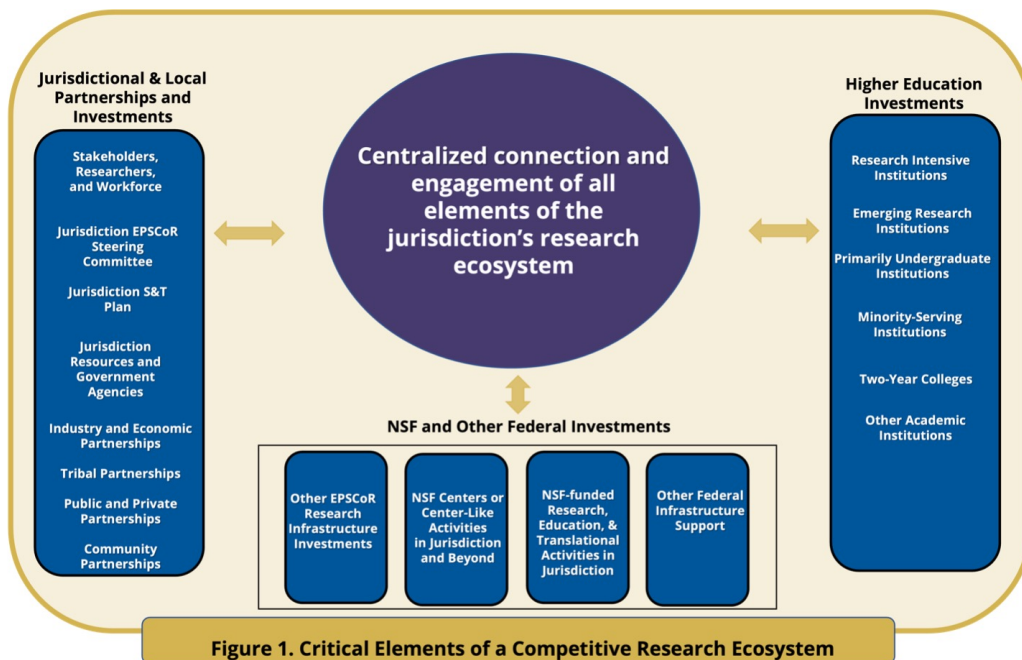 Jurisdictional & Local
Partnerships and
Investments
Stakeholders,
Researchers,
and Workforce
Jurisdiction EPSCoR
Steering
Committee
Jurisdiction S&T
Plan
Jurisdiction
Resources and
Government
Agencies
Industry and Economic
Partnerships
Tribal Partnerships
Public and Private
Partnerships
Community
Partnerships
Centralized connection and
engagement of all
elements of the
jurisdiction’s research
ecosystem
Higher Education
Investments
Research Intensive
Institutions
Emerging Research
Institutions
Primarily Undergraduate
Institutions
Minority-Serving
Institutions
Two-Year Colleges
Other Academic
Institutions
NSF and Other Federal Investments
Other EPSCoR
Research
Infrastructure
Investments
NSF Centers or
Center-Like
Activities
in Jurisdiction
and Beyond
NSF-funded
Research,
Education, &
Translational
Activities in
Jurisdiction
Other Federal
Infrastructure
Support
Figure 1. Critical Elements of a Competitive Research Ecosystem